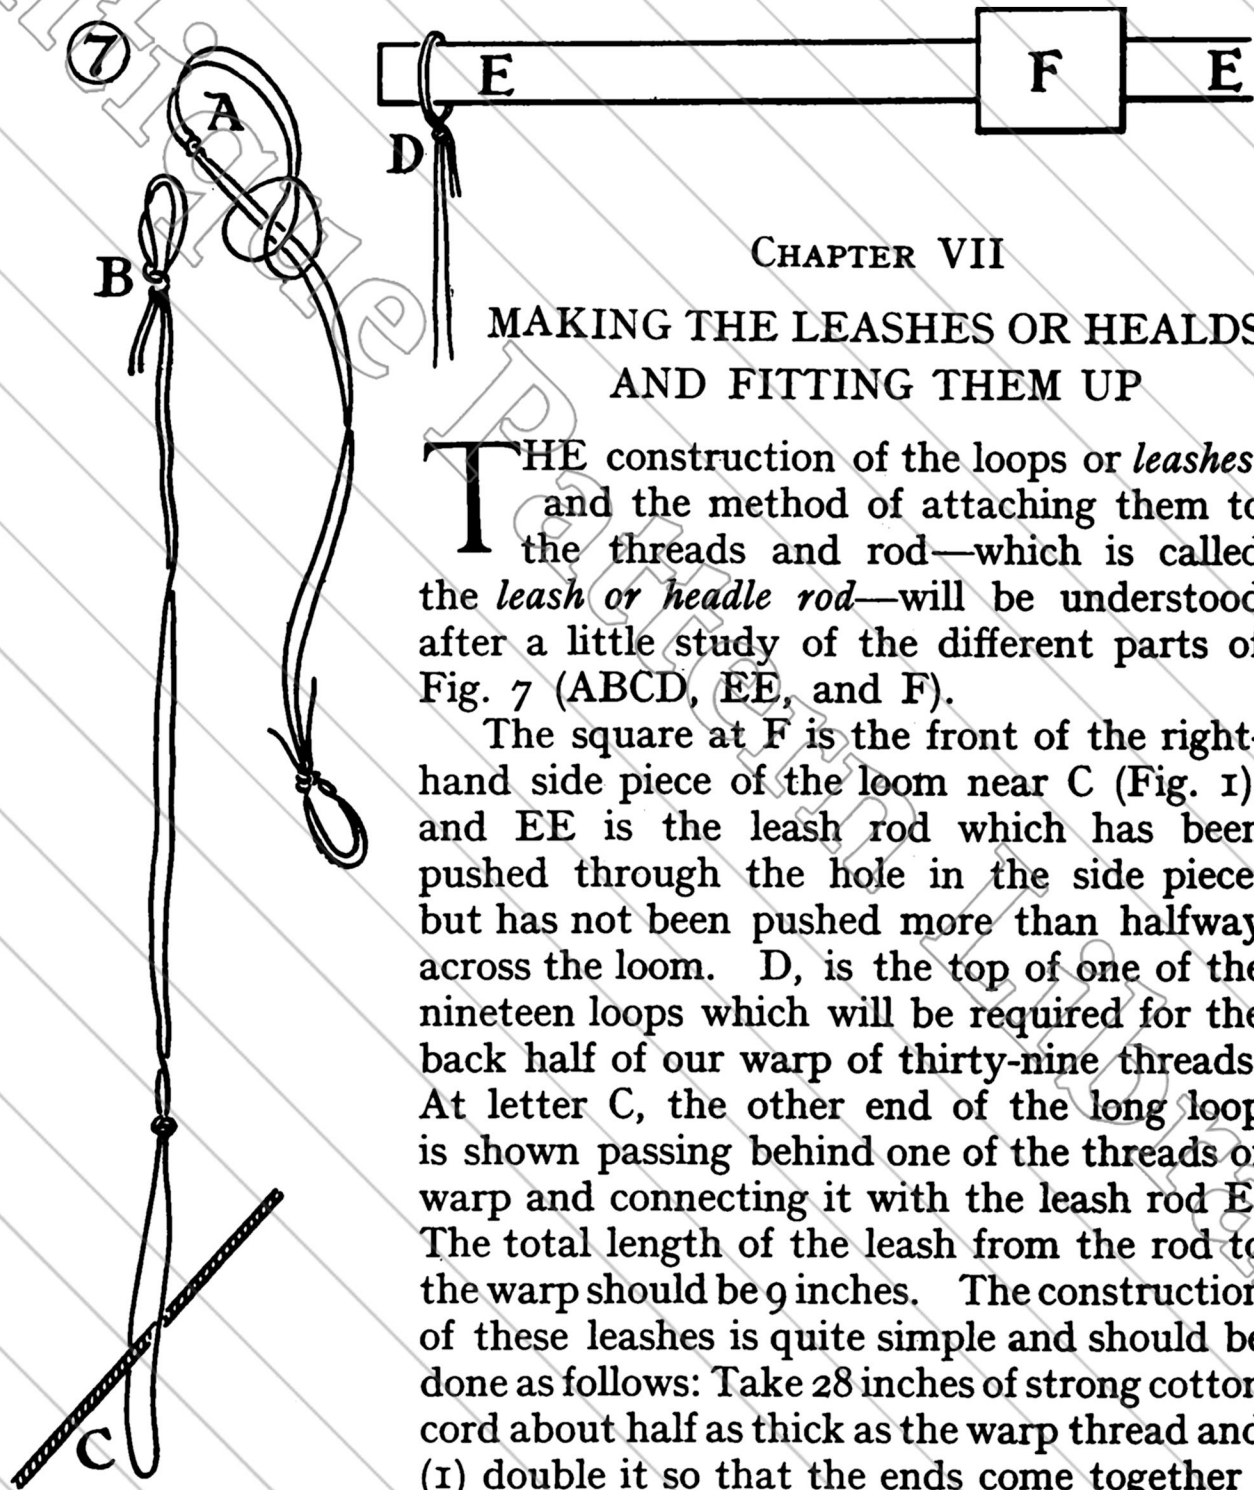 7
A
E
F
E
D
B
CHAPTER VII
MAKING THE LEASHES OR HEALDS
AND FITTING THEM UP
THE construction of the loops or leashes
and the method of attaching them to
the threads and rod—which is called
the leash or headle rod—will be understood
after a little study of the different parts of
Fig. 7 (ABCD, EE, and F).
The square at F is the front of the right-
hand side piece of the loom near C (Fig. 1)
and EE is the leash rod which has been
pushed through the hole in the side piece
but has not been pushed more than halfway
across the loom. D, is the top of one of the
nineteen loops which will be required for the
back half of our warp of thirty-nine threads.
At letter C, the other end of the long loop
is shown passing behind one of the threads of
warp and connecting it with the leash rod E.
The total length of the leash from the rod to
the warp should be 9 inches. The construction
of these leashes is quite simple and should be
done as follows: Take 28 inches of strong cotton
cord about half as thick as the warp thread and
(1) double it so that the ends come together
C
Antique Pattern Library